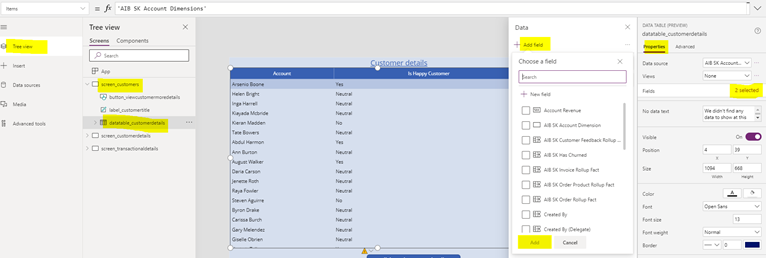 Items
fx
"AIB SK Account Dimensions"
Tree view
Insert
Data sources
Media
Advanced tools
Tree view
Screens Components
Search
App
screen_customers
button_viewcustomermoredetails
label_customertitle
datatable_customerdetails
screen_customerdetails
screen_transactionaldetails
Customer details
Account Is Happy Customer
Arsemo Boone Yes
Helen Bright Neutral
Inga Harrell Neutral
Kiayada Mcbride Neutral
Kieran Madden No
Tate Bowers Neutral
Abdul Harmon Yes
Ann Burton Neutral
August Walker Yes
Daria Carson Neutral
Jenette Roth Neutral
Raya Fowler Neutral
Steven Aguirre No
Byron Drake Neutral
Carissa Burch Neutral
Gary Melendez Neutral
Giselle Obrien Neutral
Data
Add field
Choose a field
Search
New field
Account Revenue
AIB SK Account Dimension
AIB SK Customer Feedback Rollup ...
AIB SK Has Churned
AIB SK Invoice Rollup Fact
AIB SK Order Product Rollup Fact
AIB SK Order Rollup Fact
Created By
Created By (Delegate)
Add Cancel
DATA TABLE (PREVIEW)
datatable_customerdetails
Properties Advanced
Data source AIB SK Account...
Views None
Fields 2 selected
No data text We didn't find any
data to show at this
Visible On
Position 4 39
X Y
Size 1094 668
Width Height
Color
Font Open Sans
Font size 13
Font weight Normal
Border 0